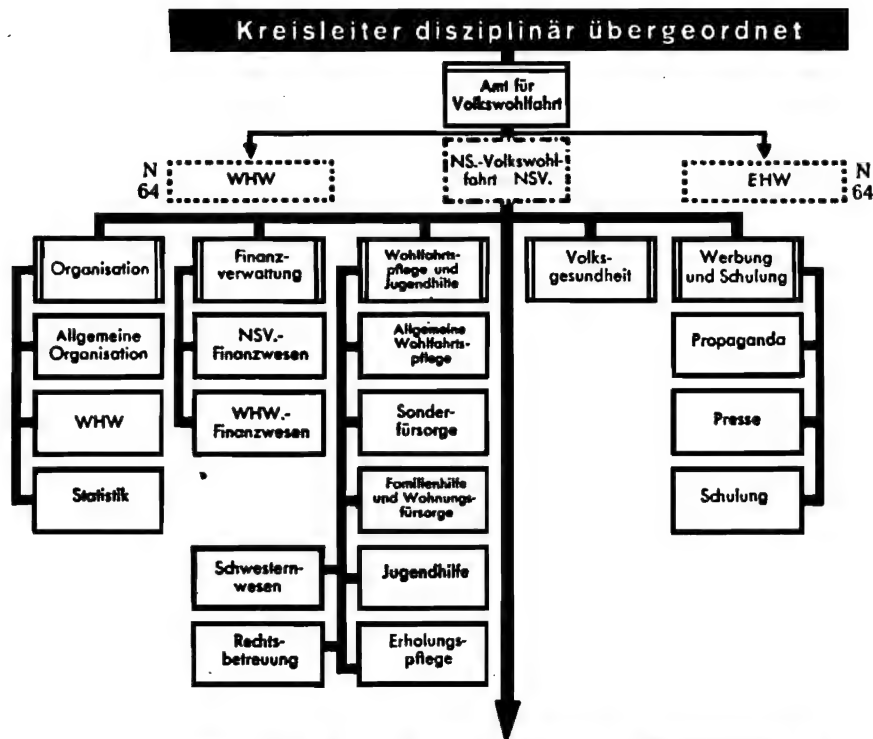 Kreisleiter disziplinär übergeordnet
Amt für
Volkswohlfahrt
N
64
WHW
NS.-Volkswohl-
fahrt NSV.
EHW
N
64
Organisation
Allgemeine
Organisation
WHW
Statistik
Finanz-
verwaltung
NSV.-
Finanzwesen
WHW.-
Finanzwesen
Wohlfahrts-
pflege und
Jugendhilfe
Allgemeine
Wohlfahrts-
pflege
Sonder-
fürsorge
Familienhilfe
und Wohnungs-
fürsorge
Schwestern-
wesen
Jugendhilfe
Rechts-
betreuung
Erholungs-
pflege
Volks-
gesundheit
Werbung
und Schulung
Propaganda
Presse
Schulung